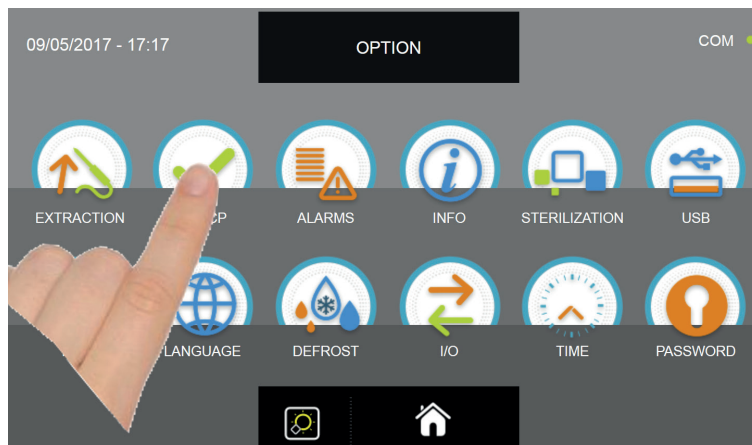 09/05/2017 - 17:17
OPTION
COM
EXTRACTION
CP
ALARMS
INFO
STERILIZATION
USB
LANGUAGE
DEFROST
I/O
TIME
PASSWORD